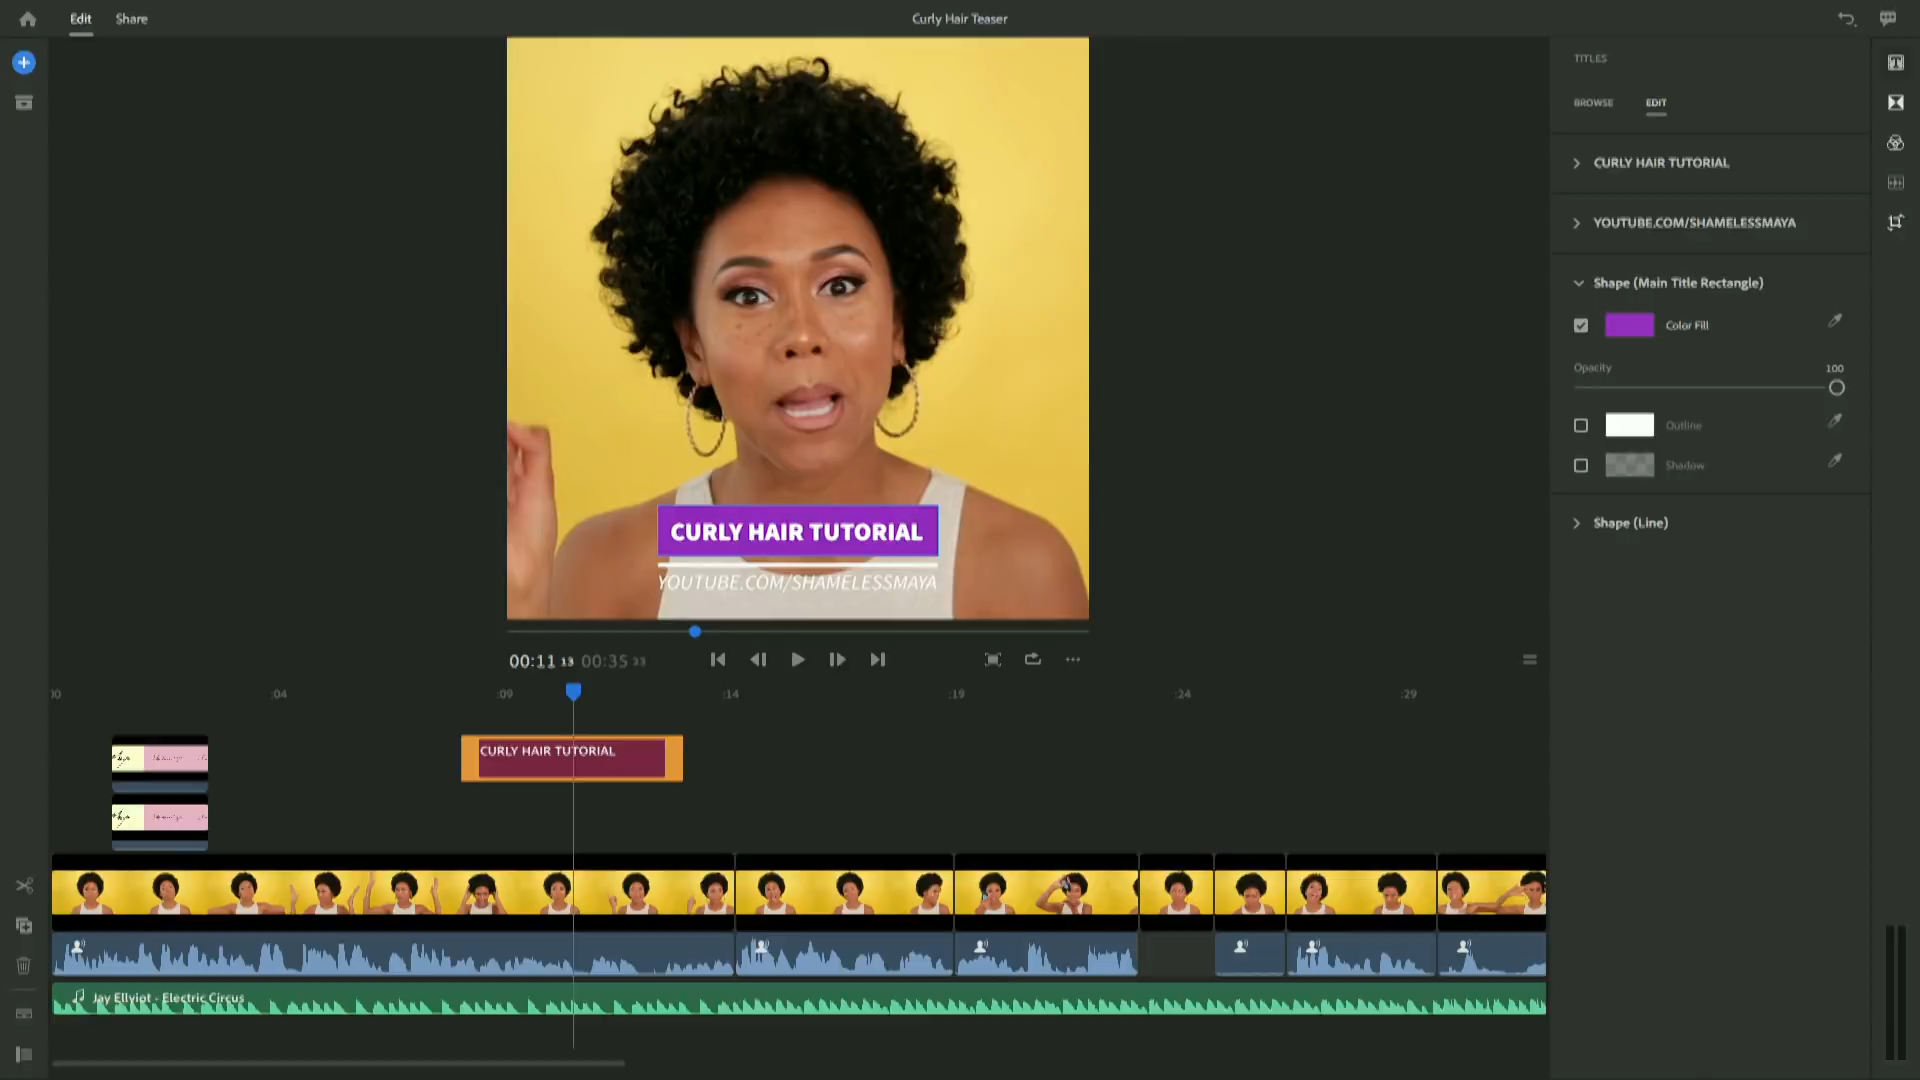 Edit
Share
Curly Hair Teaser
TITLES
BROWSE
EDIT
CURLY HAIR TUTORIAL
YOUTUBE.COM/SHAMELESSMAYA
Shape (Main Title Rectangle)
Color Fill
Opacity
100
Outline
Shadow
Shape (Line)
CURLY HAIR TUTORIAL
YOUTUBE.COM/SHAMELESSMAYA
00:11 13 00:35 23
:04
:09
:14
:19
:24
:29
CURLY HAIR TUTORIAL
Jay Ellyiot - Electric Circus